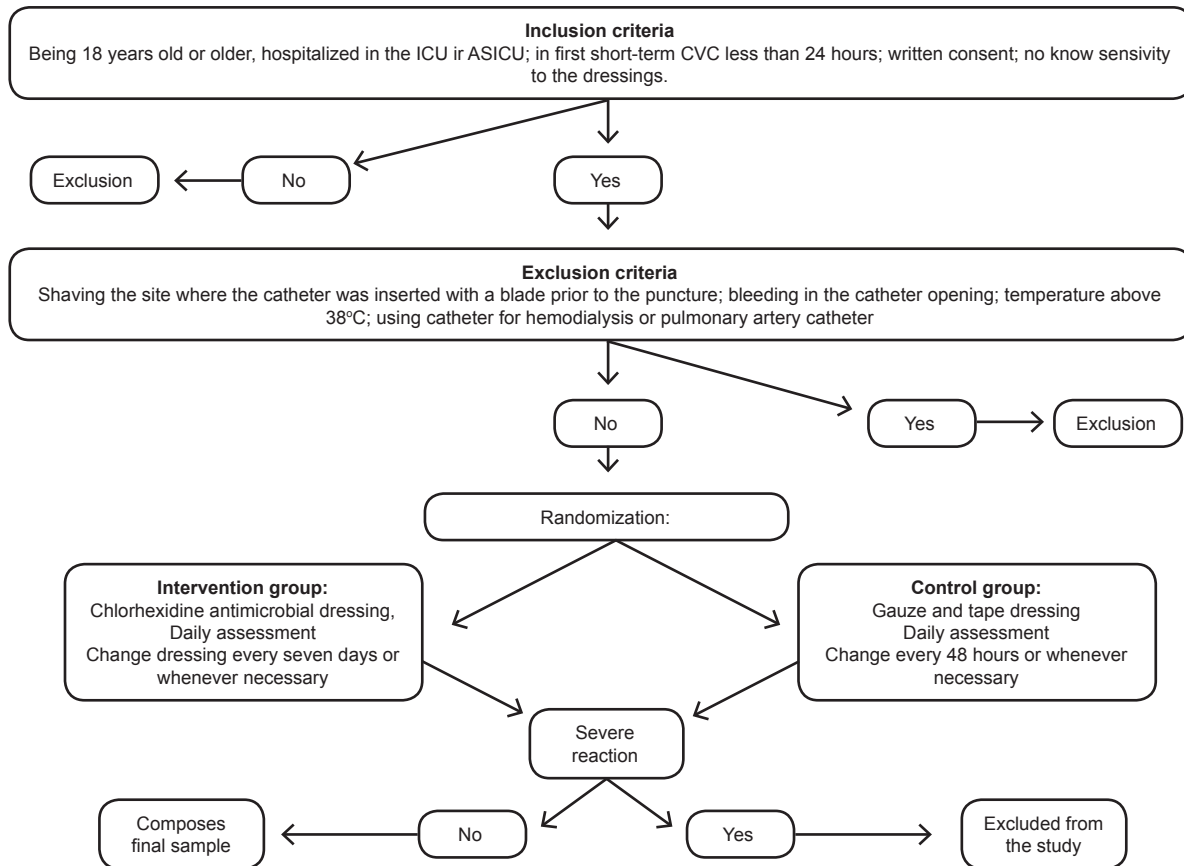 Inclusion criteria
Being 18 years old or older, hospitalized in the ICU ir ASICU; in first short-term CVC less than 24 hours; written consent; no know sensivity
to the dressings.
Exclusion
No
Yes
Exclusion criteria
Shaving the site where the catheter was inserted with a blade prior to the puncture; bleeding in the catheter opening; temperature above
38ºC; using catheter for hemodialysis or pulmonary artery catheter
No
Yes
Exclusion
Randomization:
Intervention group:
Chlorhexidine antimicrobial dressing,
Daily assessment
Change dressing every seven days or
whenever necessary
Control group:
Gauze and tape dressing
Daily assessment
Change every 48 hours or whenever
necessary
Severe
reaction
Composes
final sample
No
Yes
Excluded from
the study